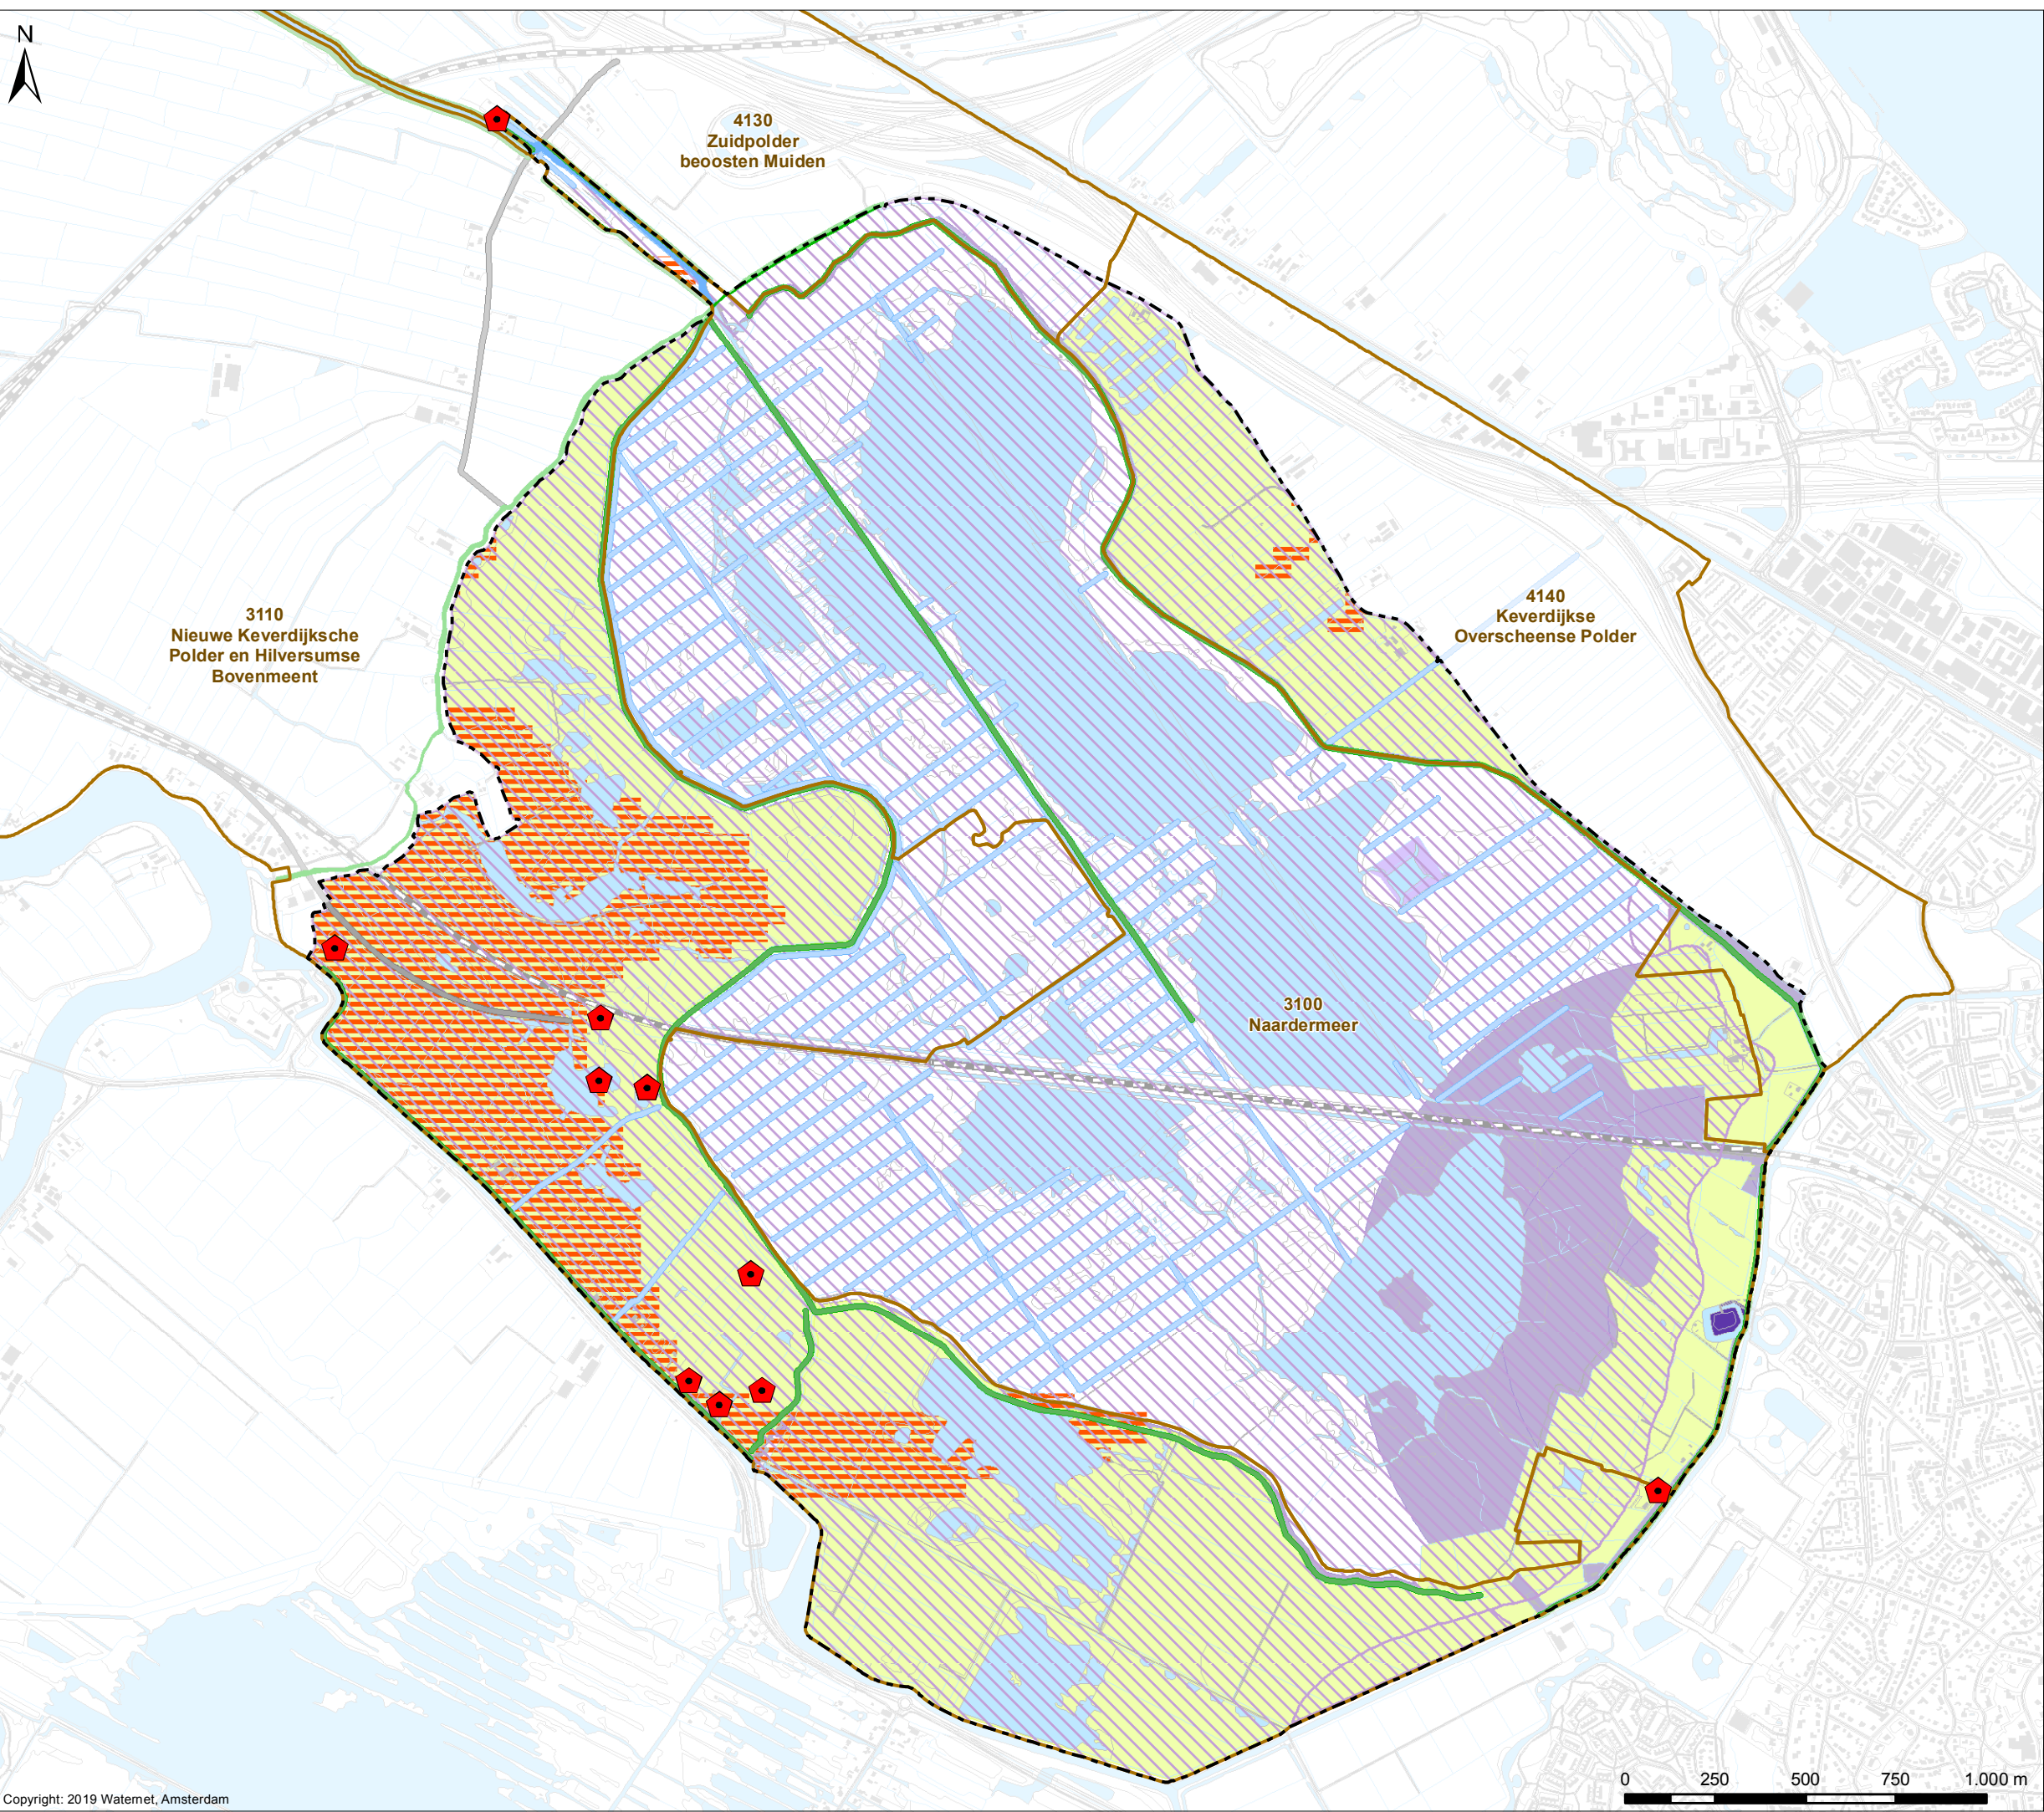 N
4130
Zuidpolder
beoosten Muiden
3110
Nieuwe Keverdijksche
Polder en Hilversumse
Bovenmeent
4140
Keverdijkse
Overscheense Polder
3100
Naardermeer
0 250 500 750 1.000 m
Copyright: 2019 Waternet, Amsterdam